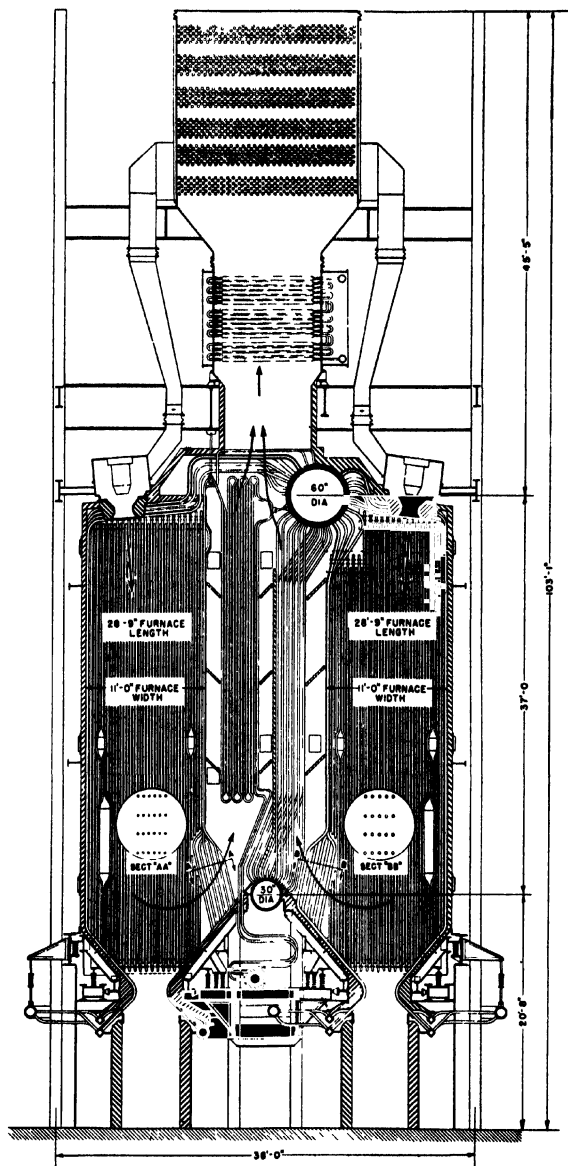 60"
DIA
28'-9" FURNACE
LENGTH
28'-9" FURNACE
LENGTH
11'-0" FURNACE
WIDTH
11'-0" FURNACE
WIDTH
SECT "AA"
SECT "BB"
30"
DIA
45'-5"
103'-1"
37'-0
20'-8"
38'-0"